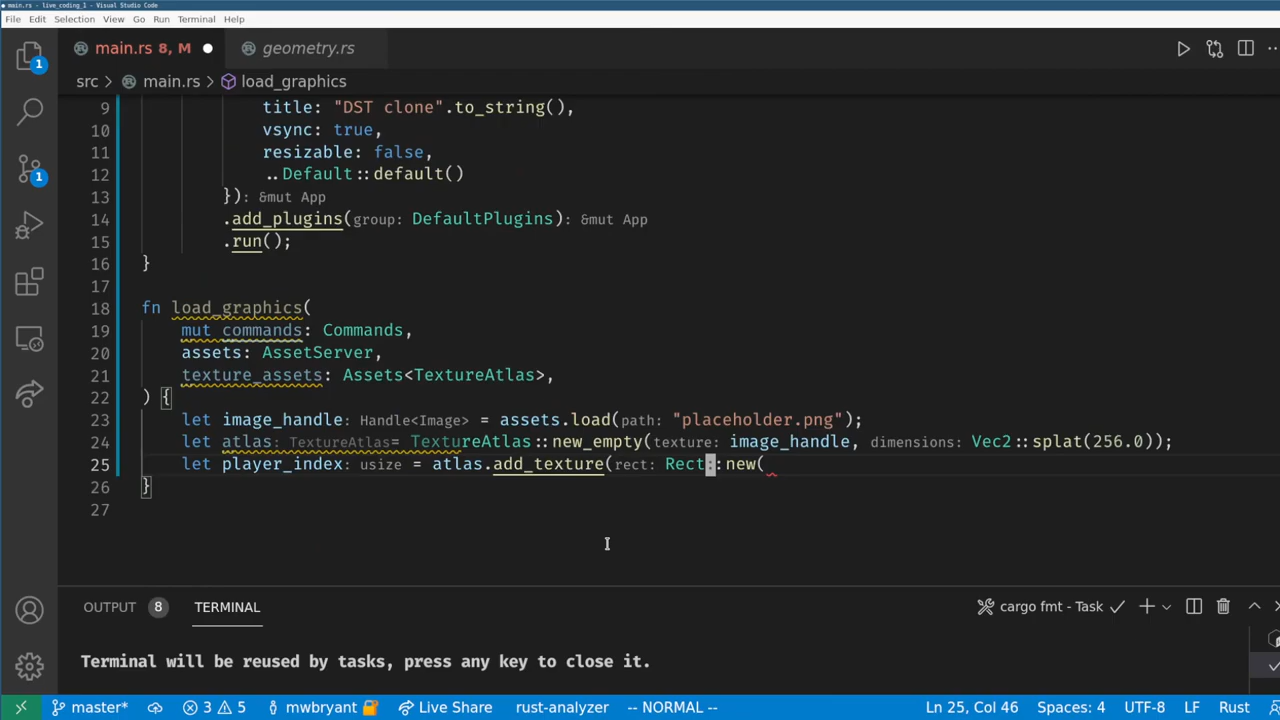 main.rs - live_coding_1 - Visual Studio Code
File Edit Selection View Go Run Terminal Help
main.rs 8, M geometry.rs
src > main.rs > load_graphics
9 title: "DST clone".to_string(),
10 vsync: true,
11 resizable: false,
12 ..Default::default()
13 }): &mut App
14 .add_plugins(group: DefaultPlugins): &mut App
15 .run();
16 }
17
18 fn load_graphics(
19 mut commands: Commands,
20 assets: AssetServer,
21 texture_assets: Assets<TextureAtlas>,
22 ) {
23 let image_handle: Handle<Image> = assets.load(path: "placeholder.png");
24 let atlas: TextureAtlas= TextureAtlas::new_empty(texture: image_handle, dimensions: Vec2::splat(256.0));
25 let player_index: usize = atlas.add_texture(rect: Rect::new(
26 }
27
1
1
OUTPUT 8 TERMINAL cargo fmt - Task
Terminal will be reused by tasks, press any key to close it.
master* 3 5 mwbryant Live Share rust-analyzer -- NORMAL -- Ln 25, Col 46 Spaces: 4 UTF-8 LF Rust